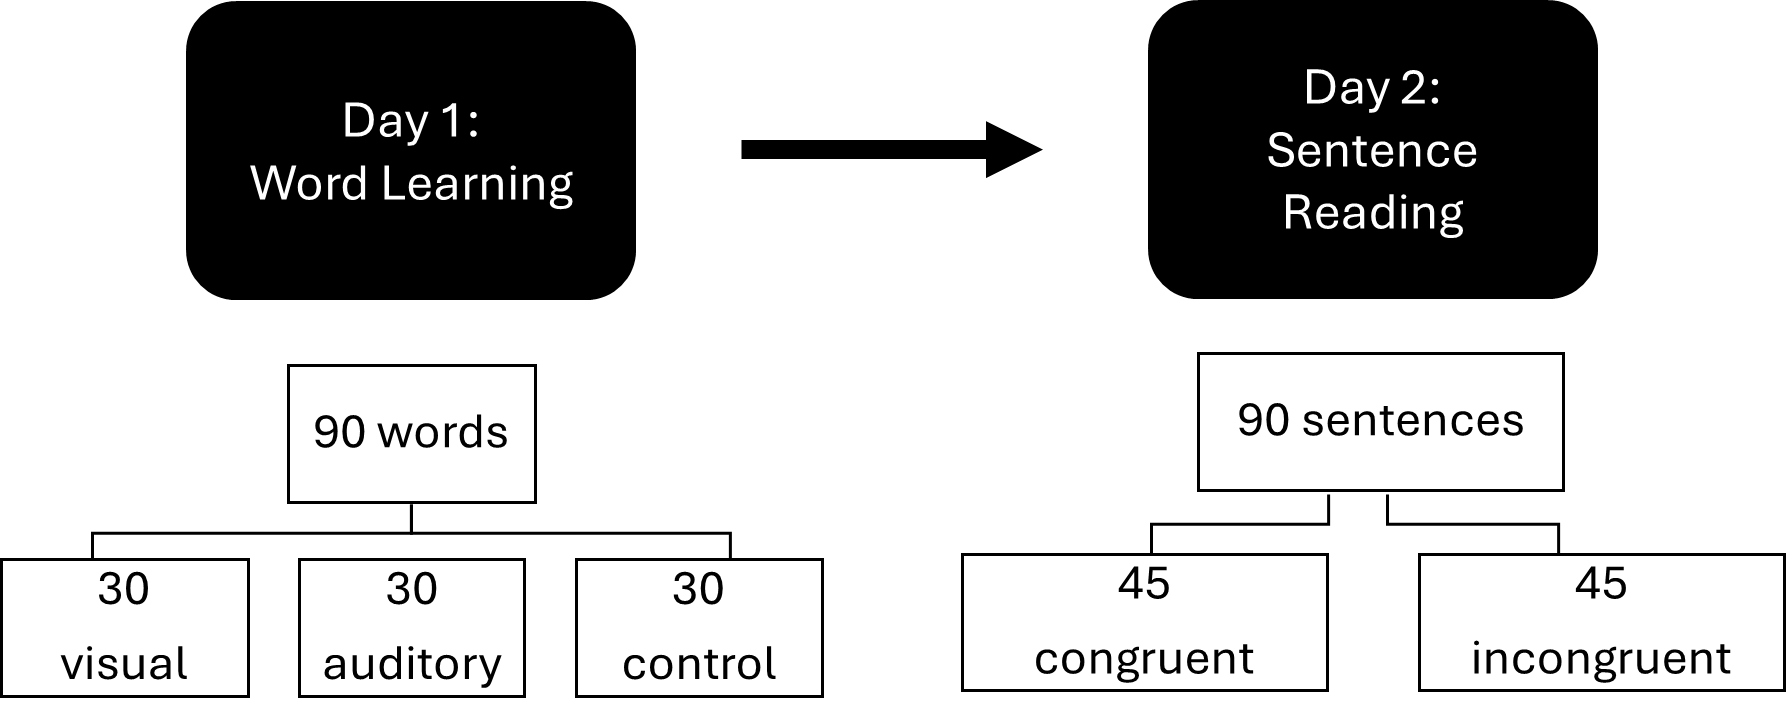 Day 1:
Word Learning
Day 2:
Sentence
Reading
90 words
30
visual
30
auditory
30
control
90 sentences
45
congruent
45
incongruent